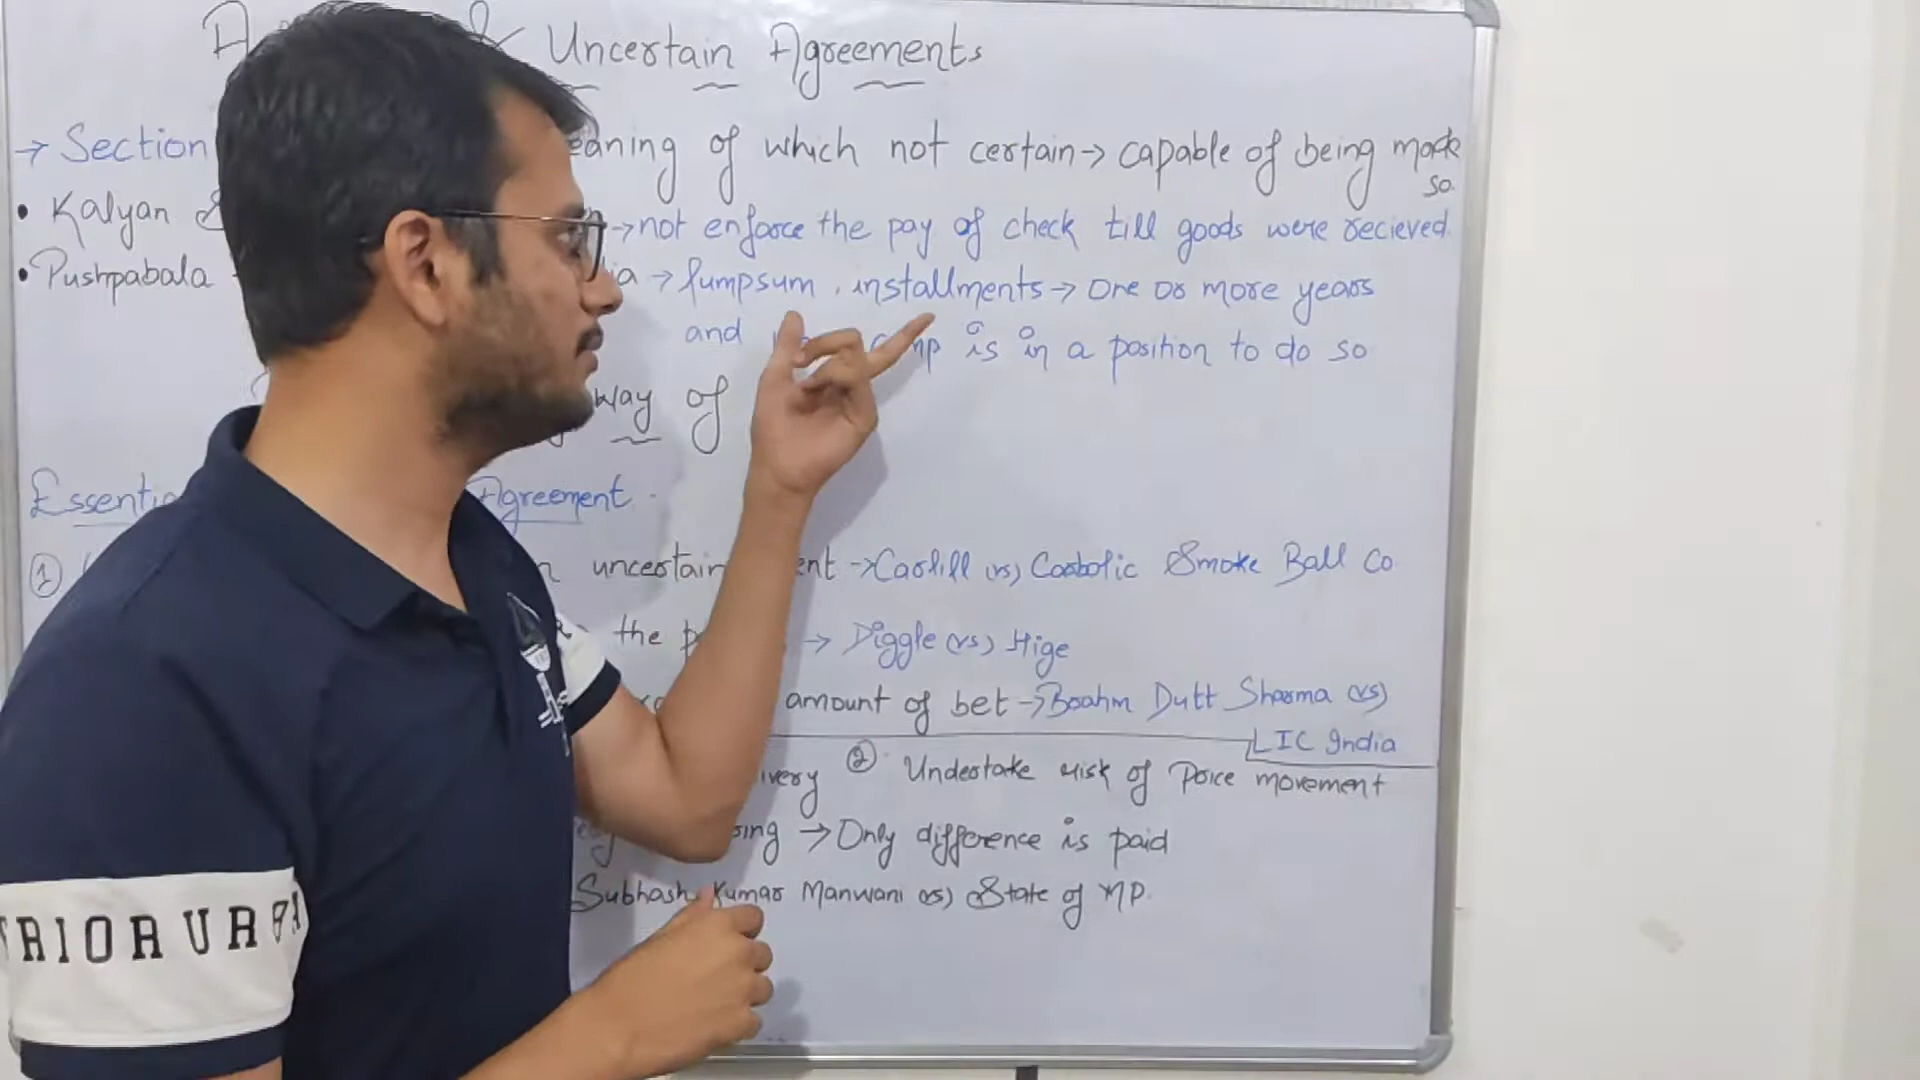 & Uncertain Agreements
→ Section eaning of which not certain → capable of being made so.
• Kalyan & → not enforce the pay of check till goods were recieved.
• Pushpabala ia → lumpsum, installments → One or more years
and is in a position to do so
way of
Essentia Agreement.
① n uncertain ent → Carlill (vs) Carbolic Smoke Ball Co
the p → Diggle (vs) Hige
amount of bet → Brahm Dutt Sharma (vs)
LIC India
ivery ② Undertake risk of Price movement
sing → Only difference is paid
Subhash Kumar Manwani (vs) State of MP.